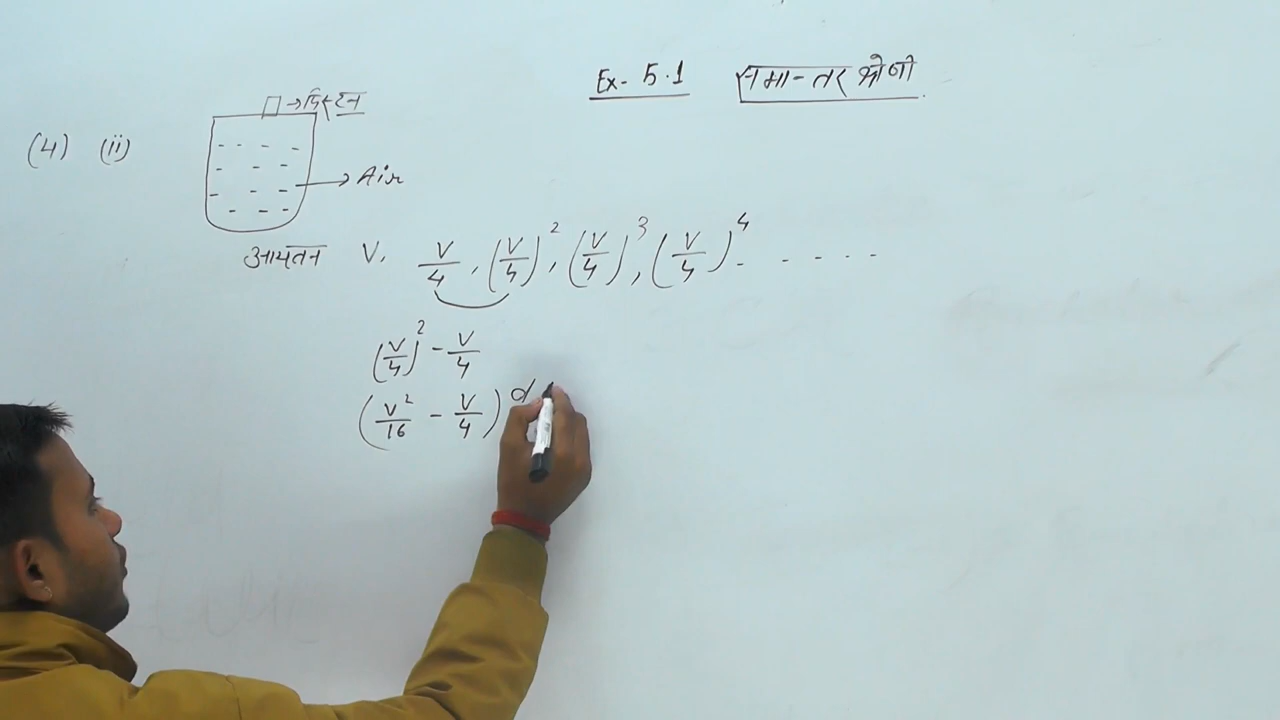 Ex- 5.1 समान्तर श्रेणी
(4) (ii)
→ Air
आयतन V, V/4, (V/4)², (V/4)³, (V/4)⁴ - - - - -
(V/4)² - V/4
(V²/16 - V/4) d